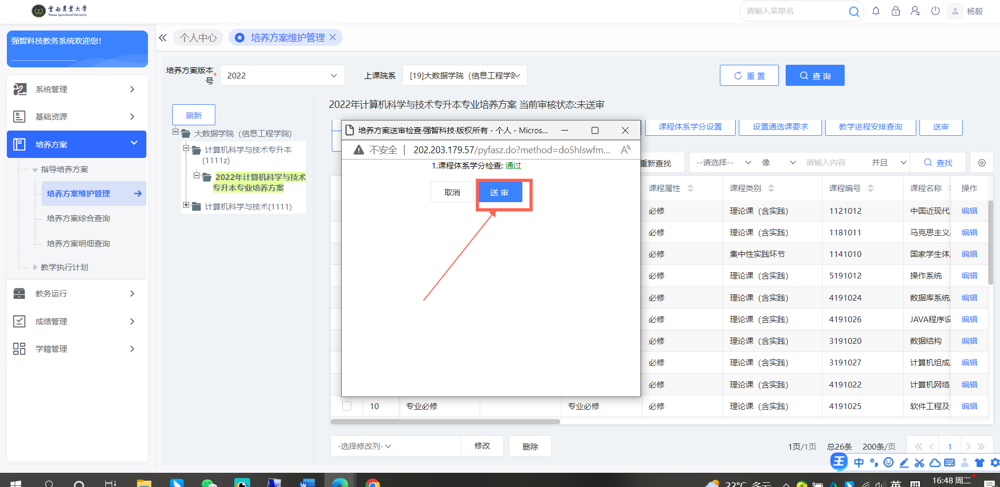 雲南農業大學
Yunnan Agricultural University
请输入菜单名
杨毅
强智科技教务系统欢迎您!
个人中心
培养方案维护管理
系统管理
基础资源
培养方案
指导培养方案
培养方案维护管理
培养方案综合查询
培养方案明细查询
教学执行计划
教务运行
成绩管理
学籍管理
培养方案版本号*
2022
上课院系
[19]大数据学院（信息工程学院
重 置
查 询
刷新
大数据学院（信息工程学院)
计算机科学与技术专升本
(1111z)
2022年计算机科学与技术
专升本专业培养方案
计算机科学与技术(1111)
2022年计算机科学与技术专升本专业培养方案 当前审核状态:未送审
课程体系学分设置
设置通选课要求
教学进程安排查询
送审
重新查找
--请选择--
像
请输入内容
并且
查找
培养方案送审检查·强智科技·版权所有 - 个人 - Micros...
不安全
202.203.179.57/pyfasz.do?method=doShIswfm...
1.课程体系学分检查: 通过
取消
送 审
课程属性 课程类别 课程编号 课程名称 操作
必修 理论课（含实践) 1121012 中国近现代 编辑
必修 理论课（含实践) 1181011 马克思主义 编辑
必修 集中性实践环节 1141010 国家学生体 编辑
必修 理论课（含实践) 5191012 操作系统 编辑
必修 理论课（含实践) 4191024 数据库系统 编辑
必修 理论课（含实践) 4191026 JAVA程序设 编辑
必修 理论课（含实践) 3191020 数据结构 编辑
必修 理论课（含实践) 3191027 计算机组成 编辑
必修 理论课（含实践) 4191022 计算机网络 编辑
10 专业必修 专业必修 必修 理论课（含实践) 4191025 软件工程及 编辑
-选择修改列-
修改
删除
1页/1页 总26条 200条/页 1
王 中
22°C 多云
英 拼
16:48 周二